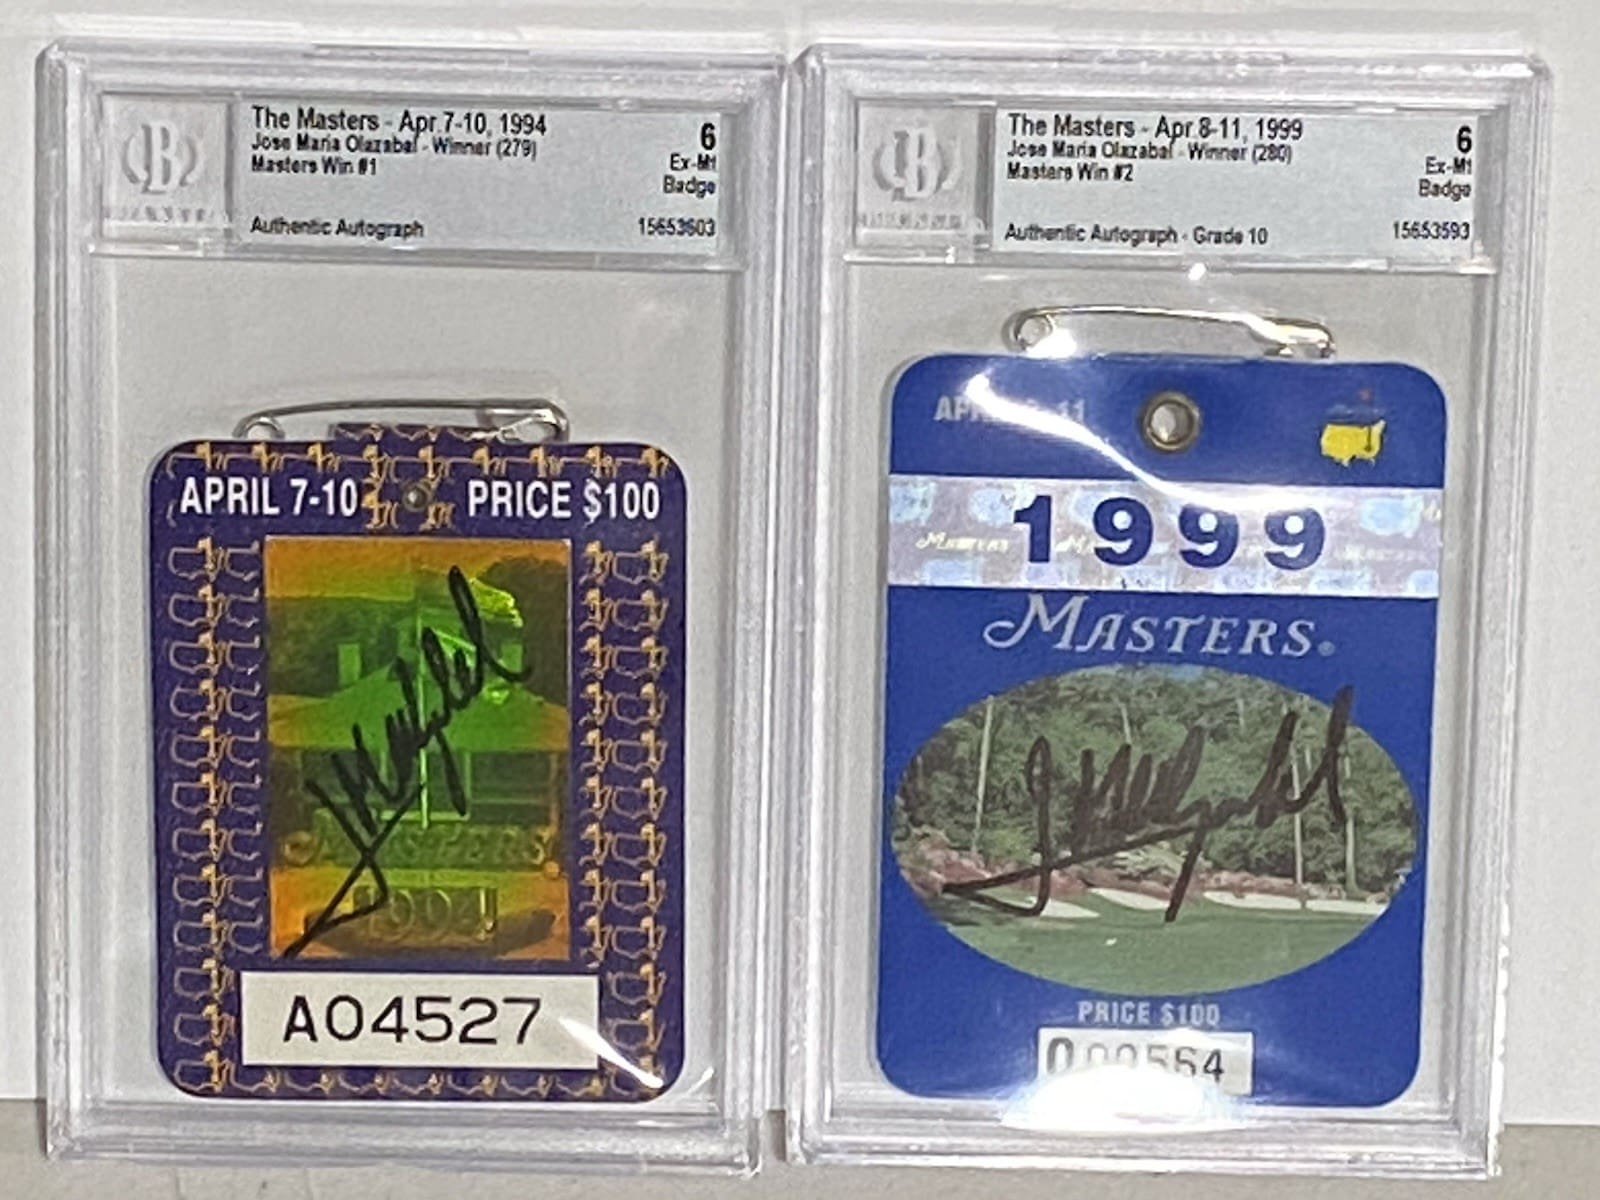 The Masters - Apr.7-10, 1994
Jose Maria Olazabal - Winner (279)
Masters Win #1
Authentic Autograph
6
Ex-Mt
Badge
15653603
APRIL 7-10
PRICE $100
MASTERS
1994
A04527
The Masters - Apr.8-11, 1999
Jose Maria Olazabal - Winner (280)
Masters Win #2
Authentic Autograph - Grade 10
6
Ex-Mt
Badge
15653593
1999
MASTERS®
PRICE $100